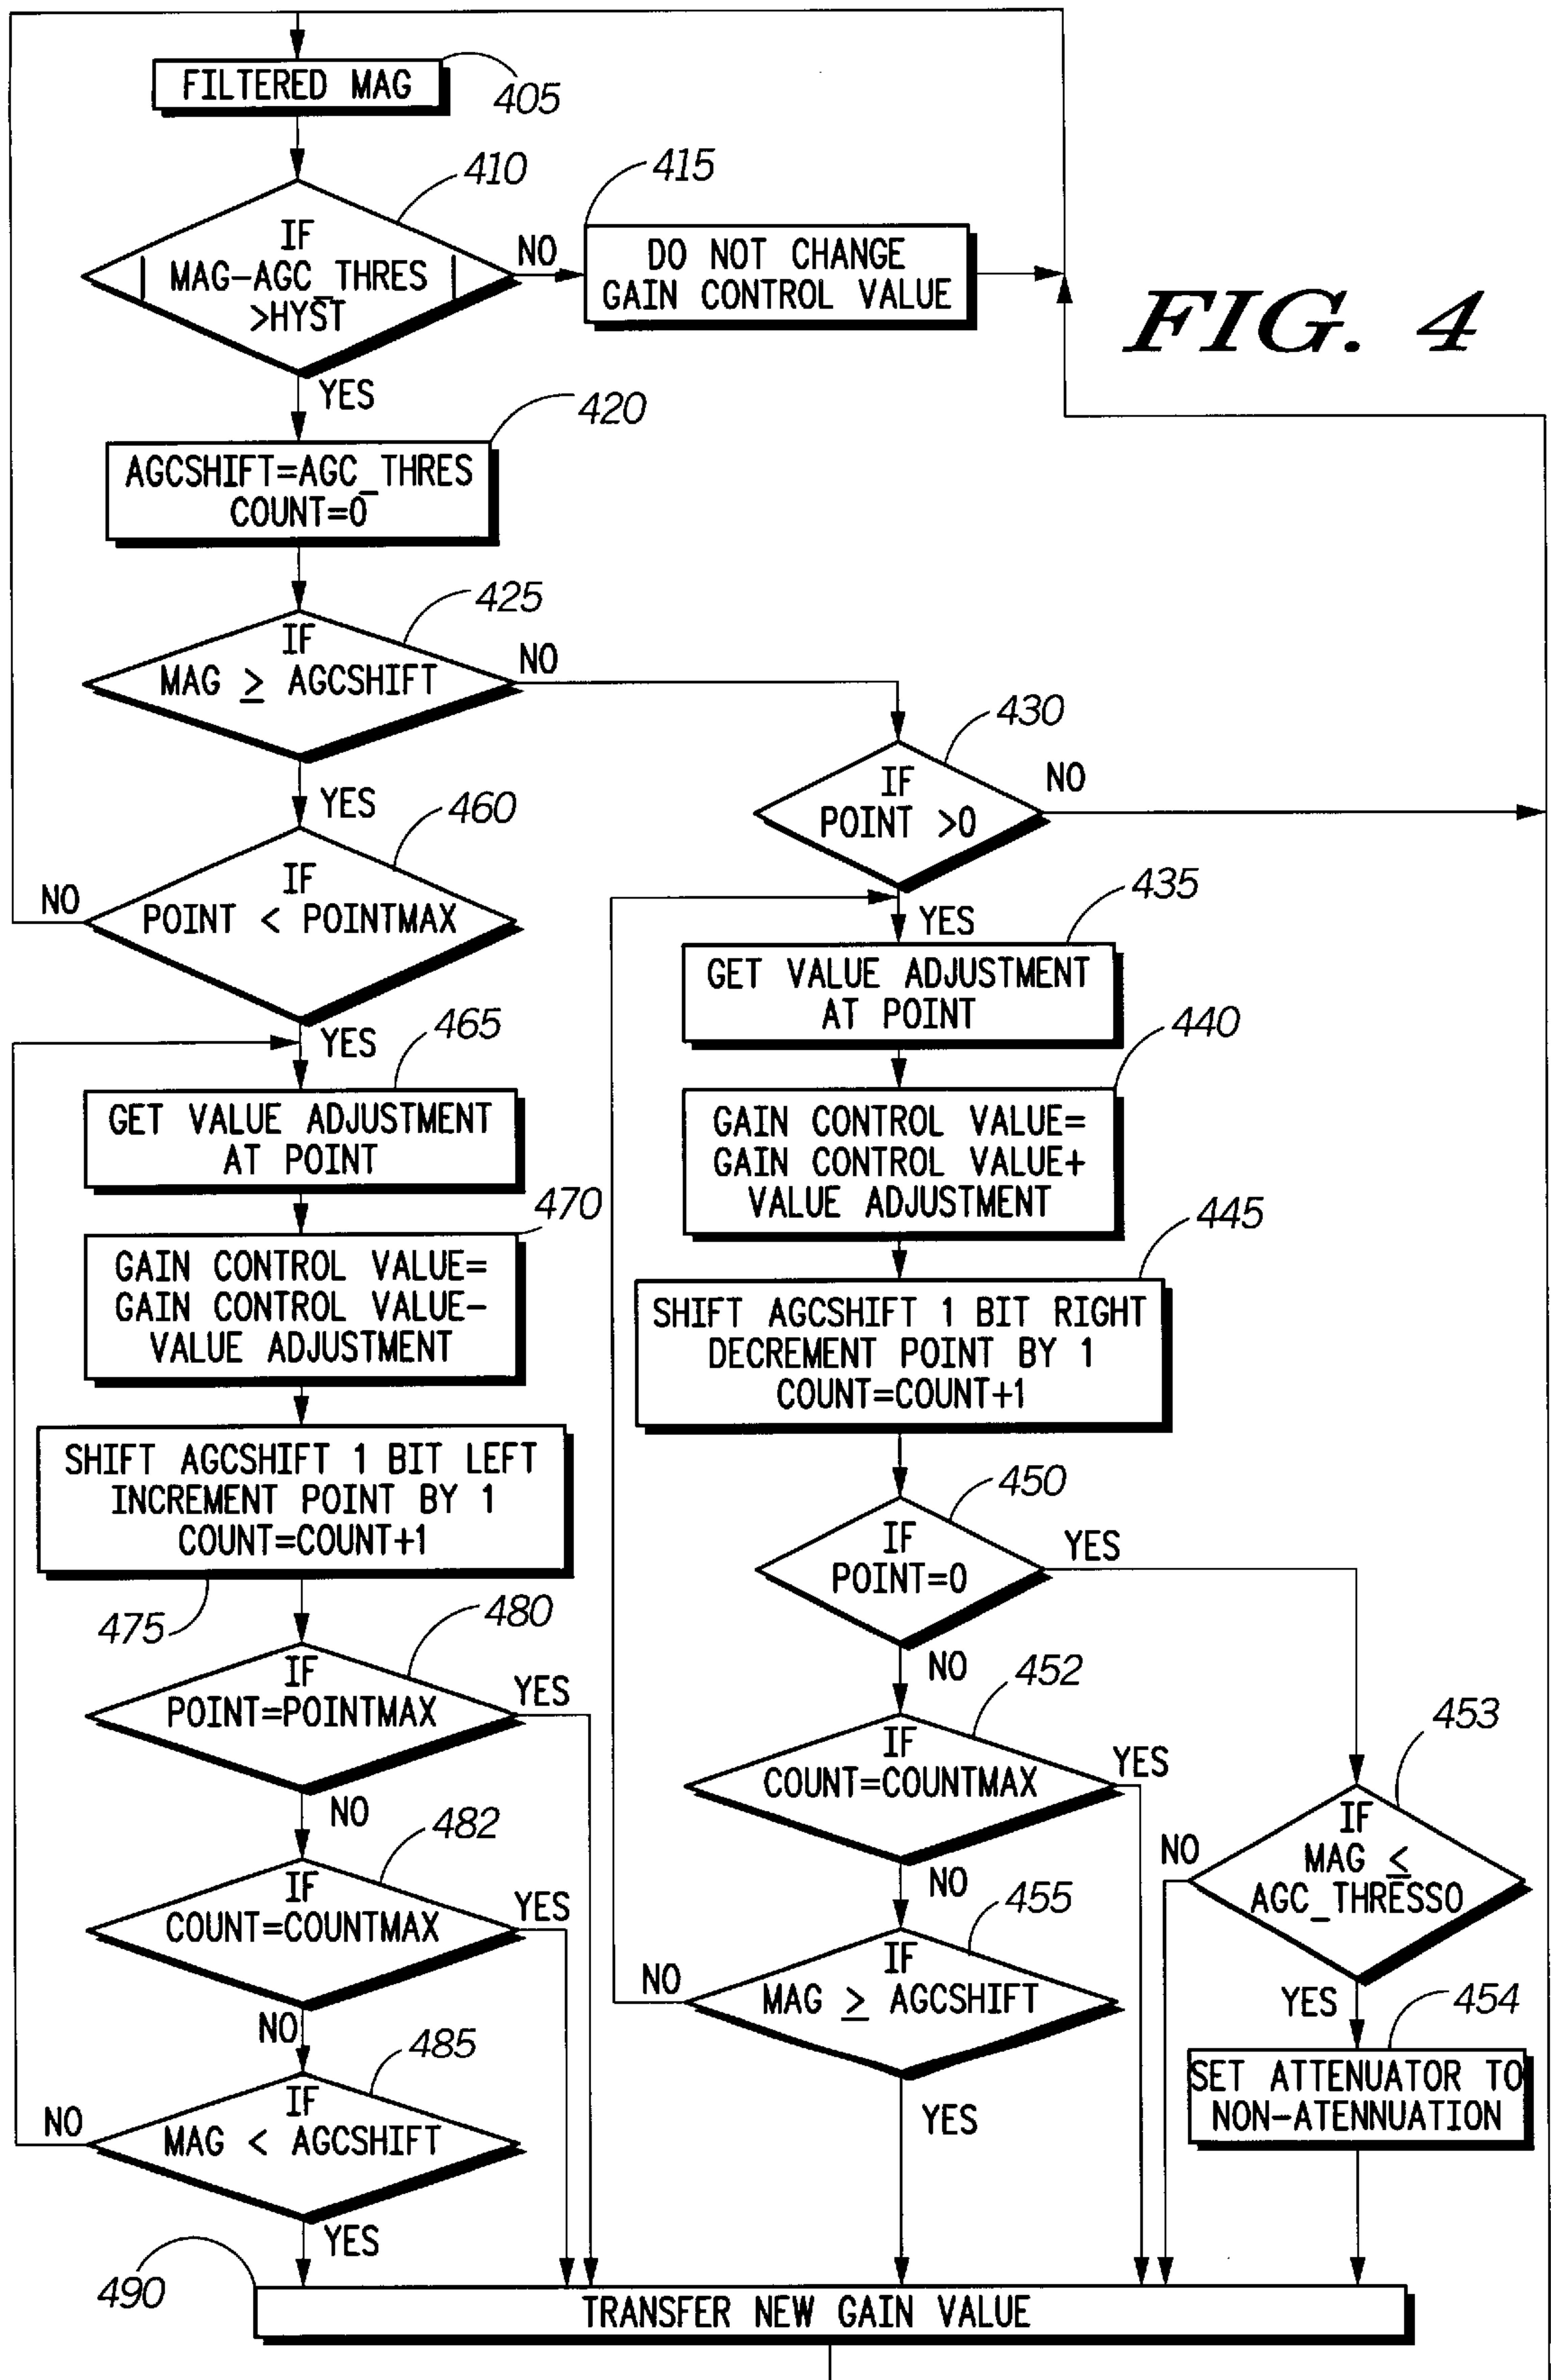 FILTERED MAG
405
410
IF
| MAG-AGC_THRES |
>HYST
NO
YES
415
DO NOT CHANGE
GAIN CONTROL VALUE
FIG. 4
420
AGCSHIFT=AGC_THRES
COUNT=0
425
IF
MAG ≥ AGCSHIFT
NO
YES
430
IF
POINT >0
NO
YES
460
IF
POINT < POINTMAX
NO
YES
435
GET VALUE ADJUSTMENT
AT POINT
440
GAIN CONTROL VALUE=
GAIN CONTROL VALUE+
VALUE ADJUSTMENT
465
GET VALUE ADJUSTMENT
AT POINT
470
GAIN CONTROL VALUE=
GAIN CONTROL VALUE-
VALUE ADJUSTMENT
445
SHIFT AGCSHIFT 1 BIT RIGHT
DECREMENT POINT BY 1
COUNT=COUNT+1
SHIFT AGCSHIFT 1 BIT LEFT
INCREMENT POINT BY 1
COUNT=COUNT+1
475
450
IF
POINT=0
YES
NO
480
IF
POINT=POINTMAX
YES
NO
452
IF
COUNT=COUNTMAX
YES
NO
453
IF
MAG ≤
AGC_THRESSO
NO
YES
482
IF
COUNT=COUNTMAX
YES
NO
455
IF
MAG ≥ AGCSHIFT
NO
YES
454
SET ATTENUATOR TO
NON-ATENNUATION
485
IF
MAG < AGCSHIFT
NO
YES
490
TRANSFER NEW GAIN VALUE